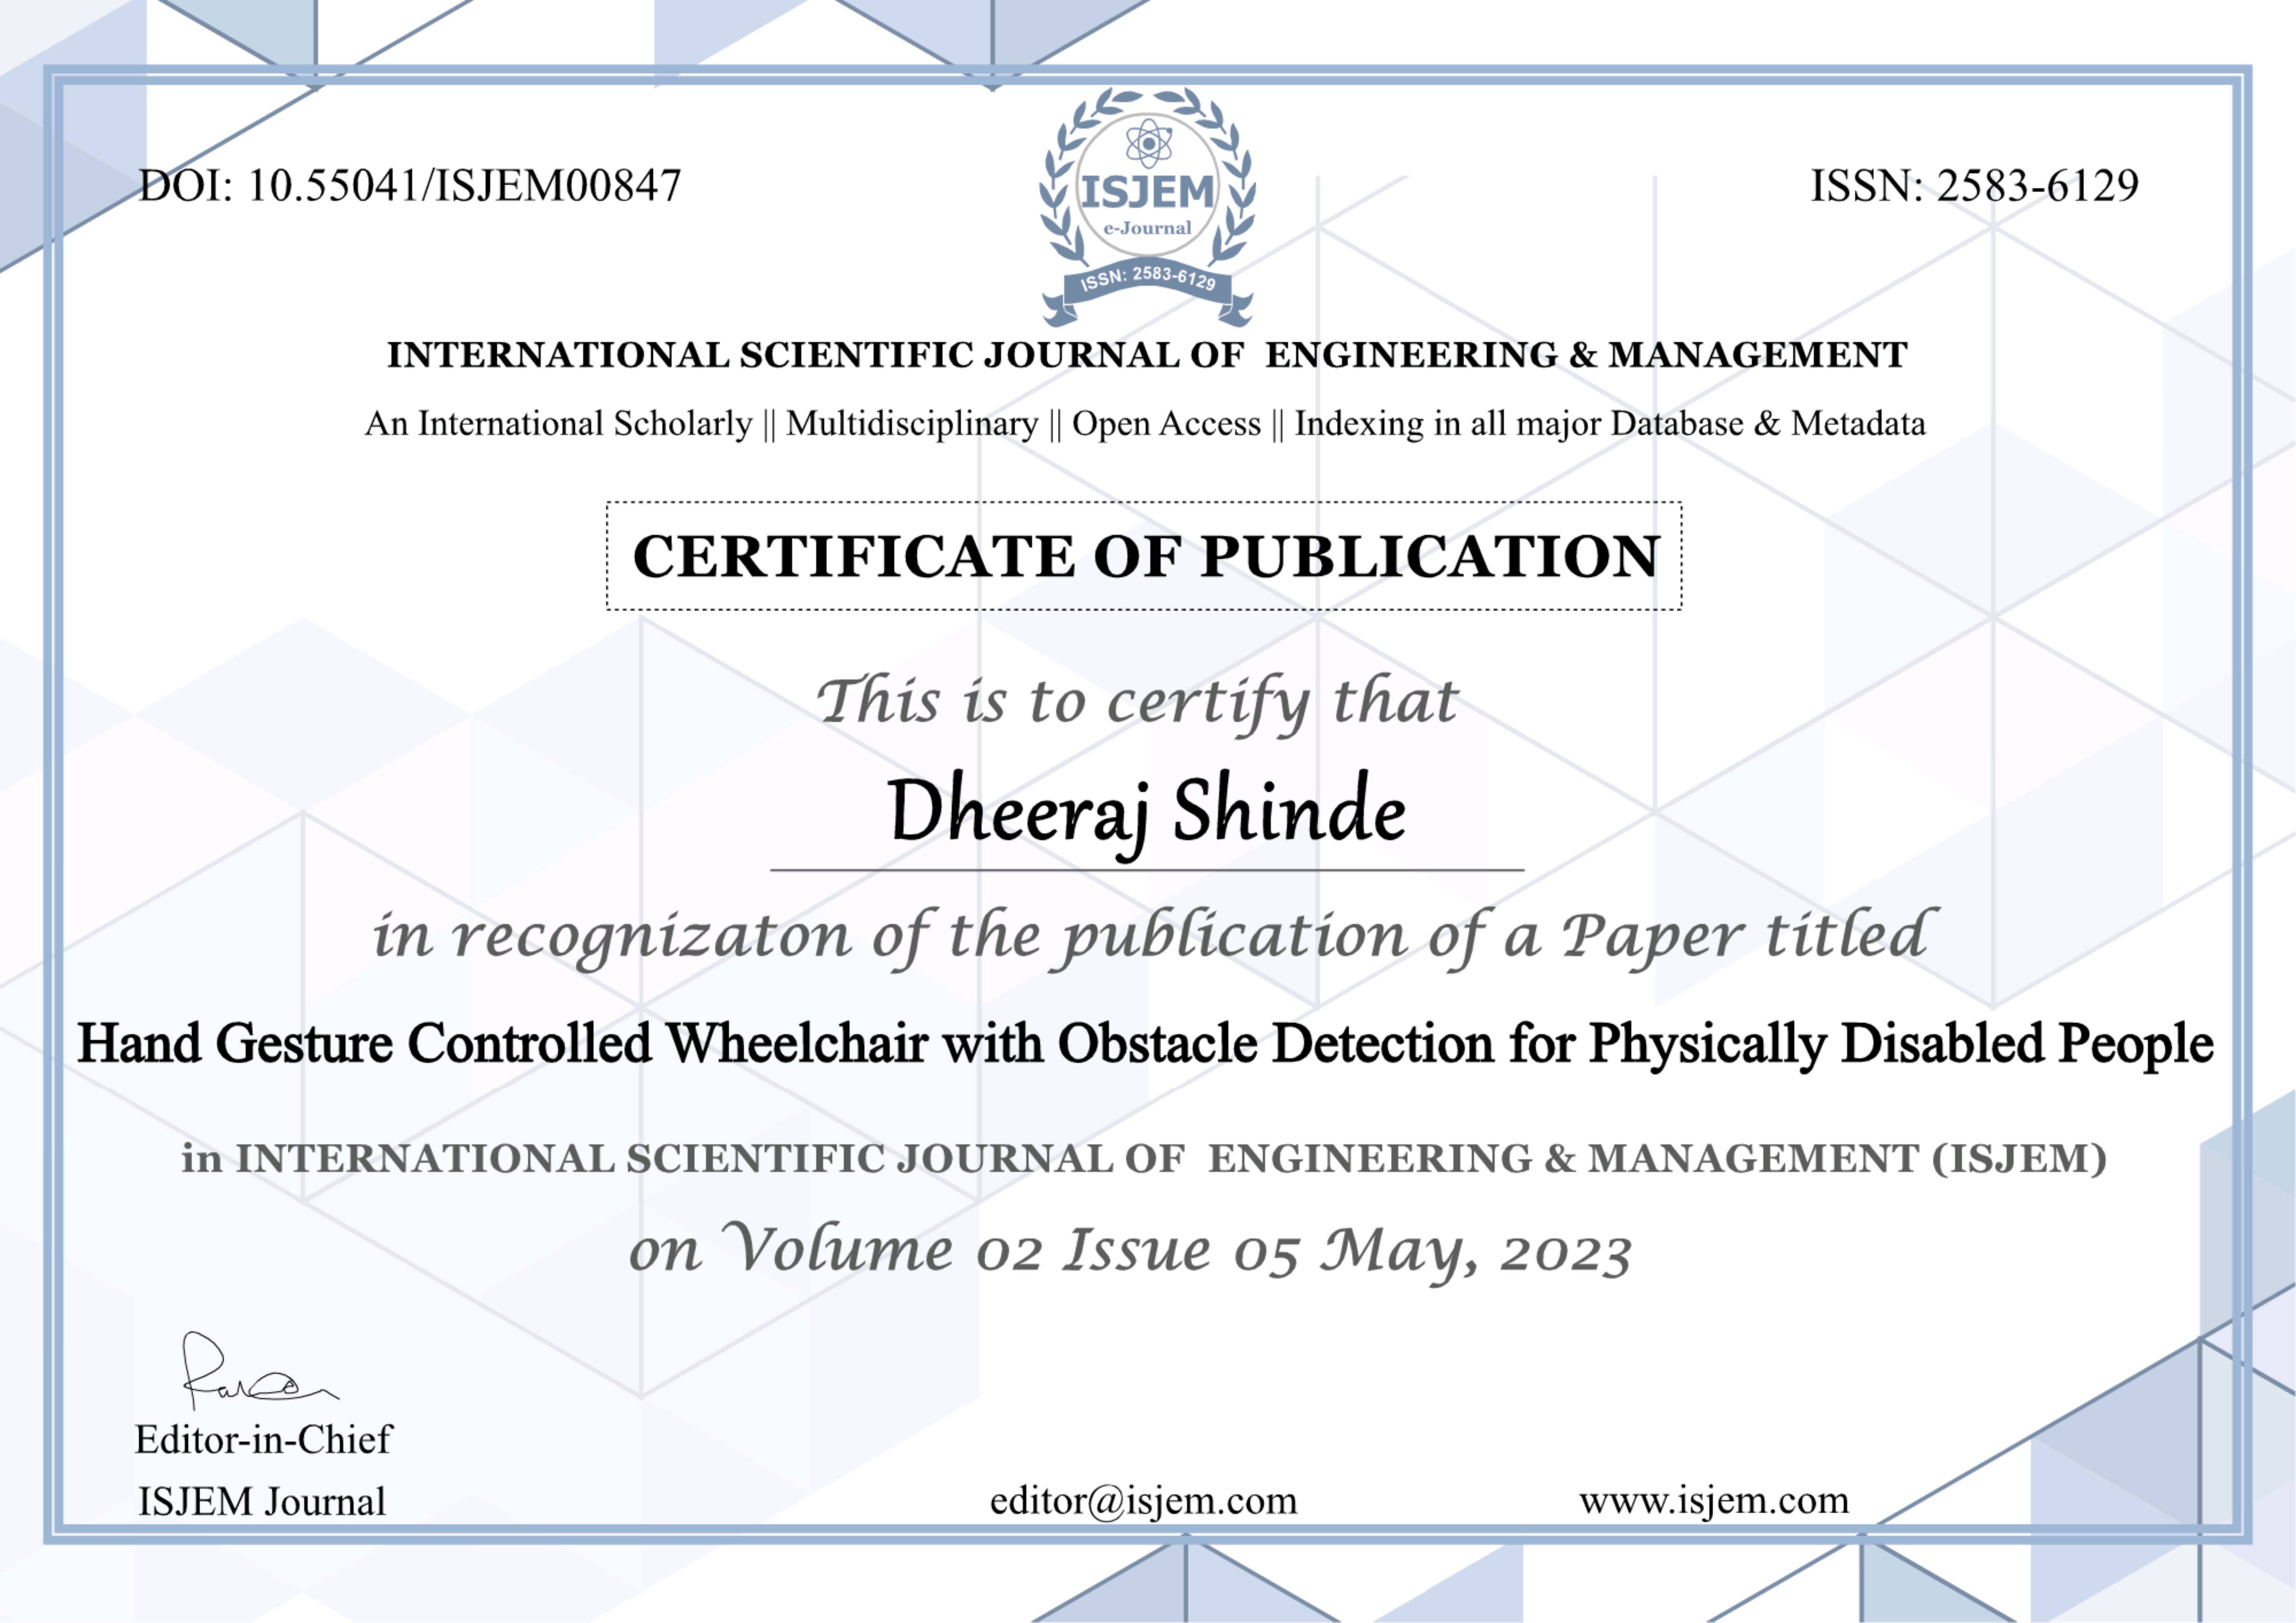 DOI: 10.55041/ISJEM00847
ISJEM
e-Journal
ISSN: 2583-6129
ISSN: 2583-6129
INTERNATIONAL SCIENTIFIC JOURNAL OF ENGINEERING & MANAGEMENT
An International Scholarly || Multidisciplinary || Open Access || Indexing in all major Database & Metadata
CERTIFICATE OF PUBLICATION
This is to certify that
Dheeraj Shinde
in recognizaton of the publication of a Paper titled
Hand Gesture Controlled Wheelchair with Obstacle Detection for Physically Disabled People
in INTERNATIONAL SCIENTIFIC JOURNAL OF ENGINEERING & MANAGEMENT (ISJEM)
on Volume 02 Issue 05 May, 2023
Editor-in-Chief
ISJEM Journal
editor@isjem.com
www.isjem.com